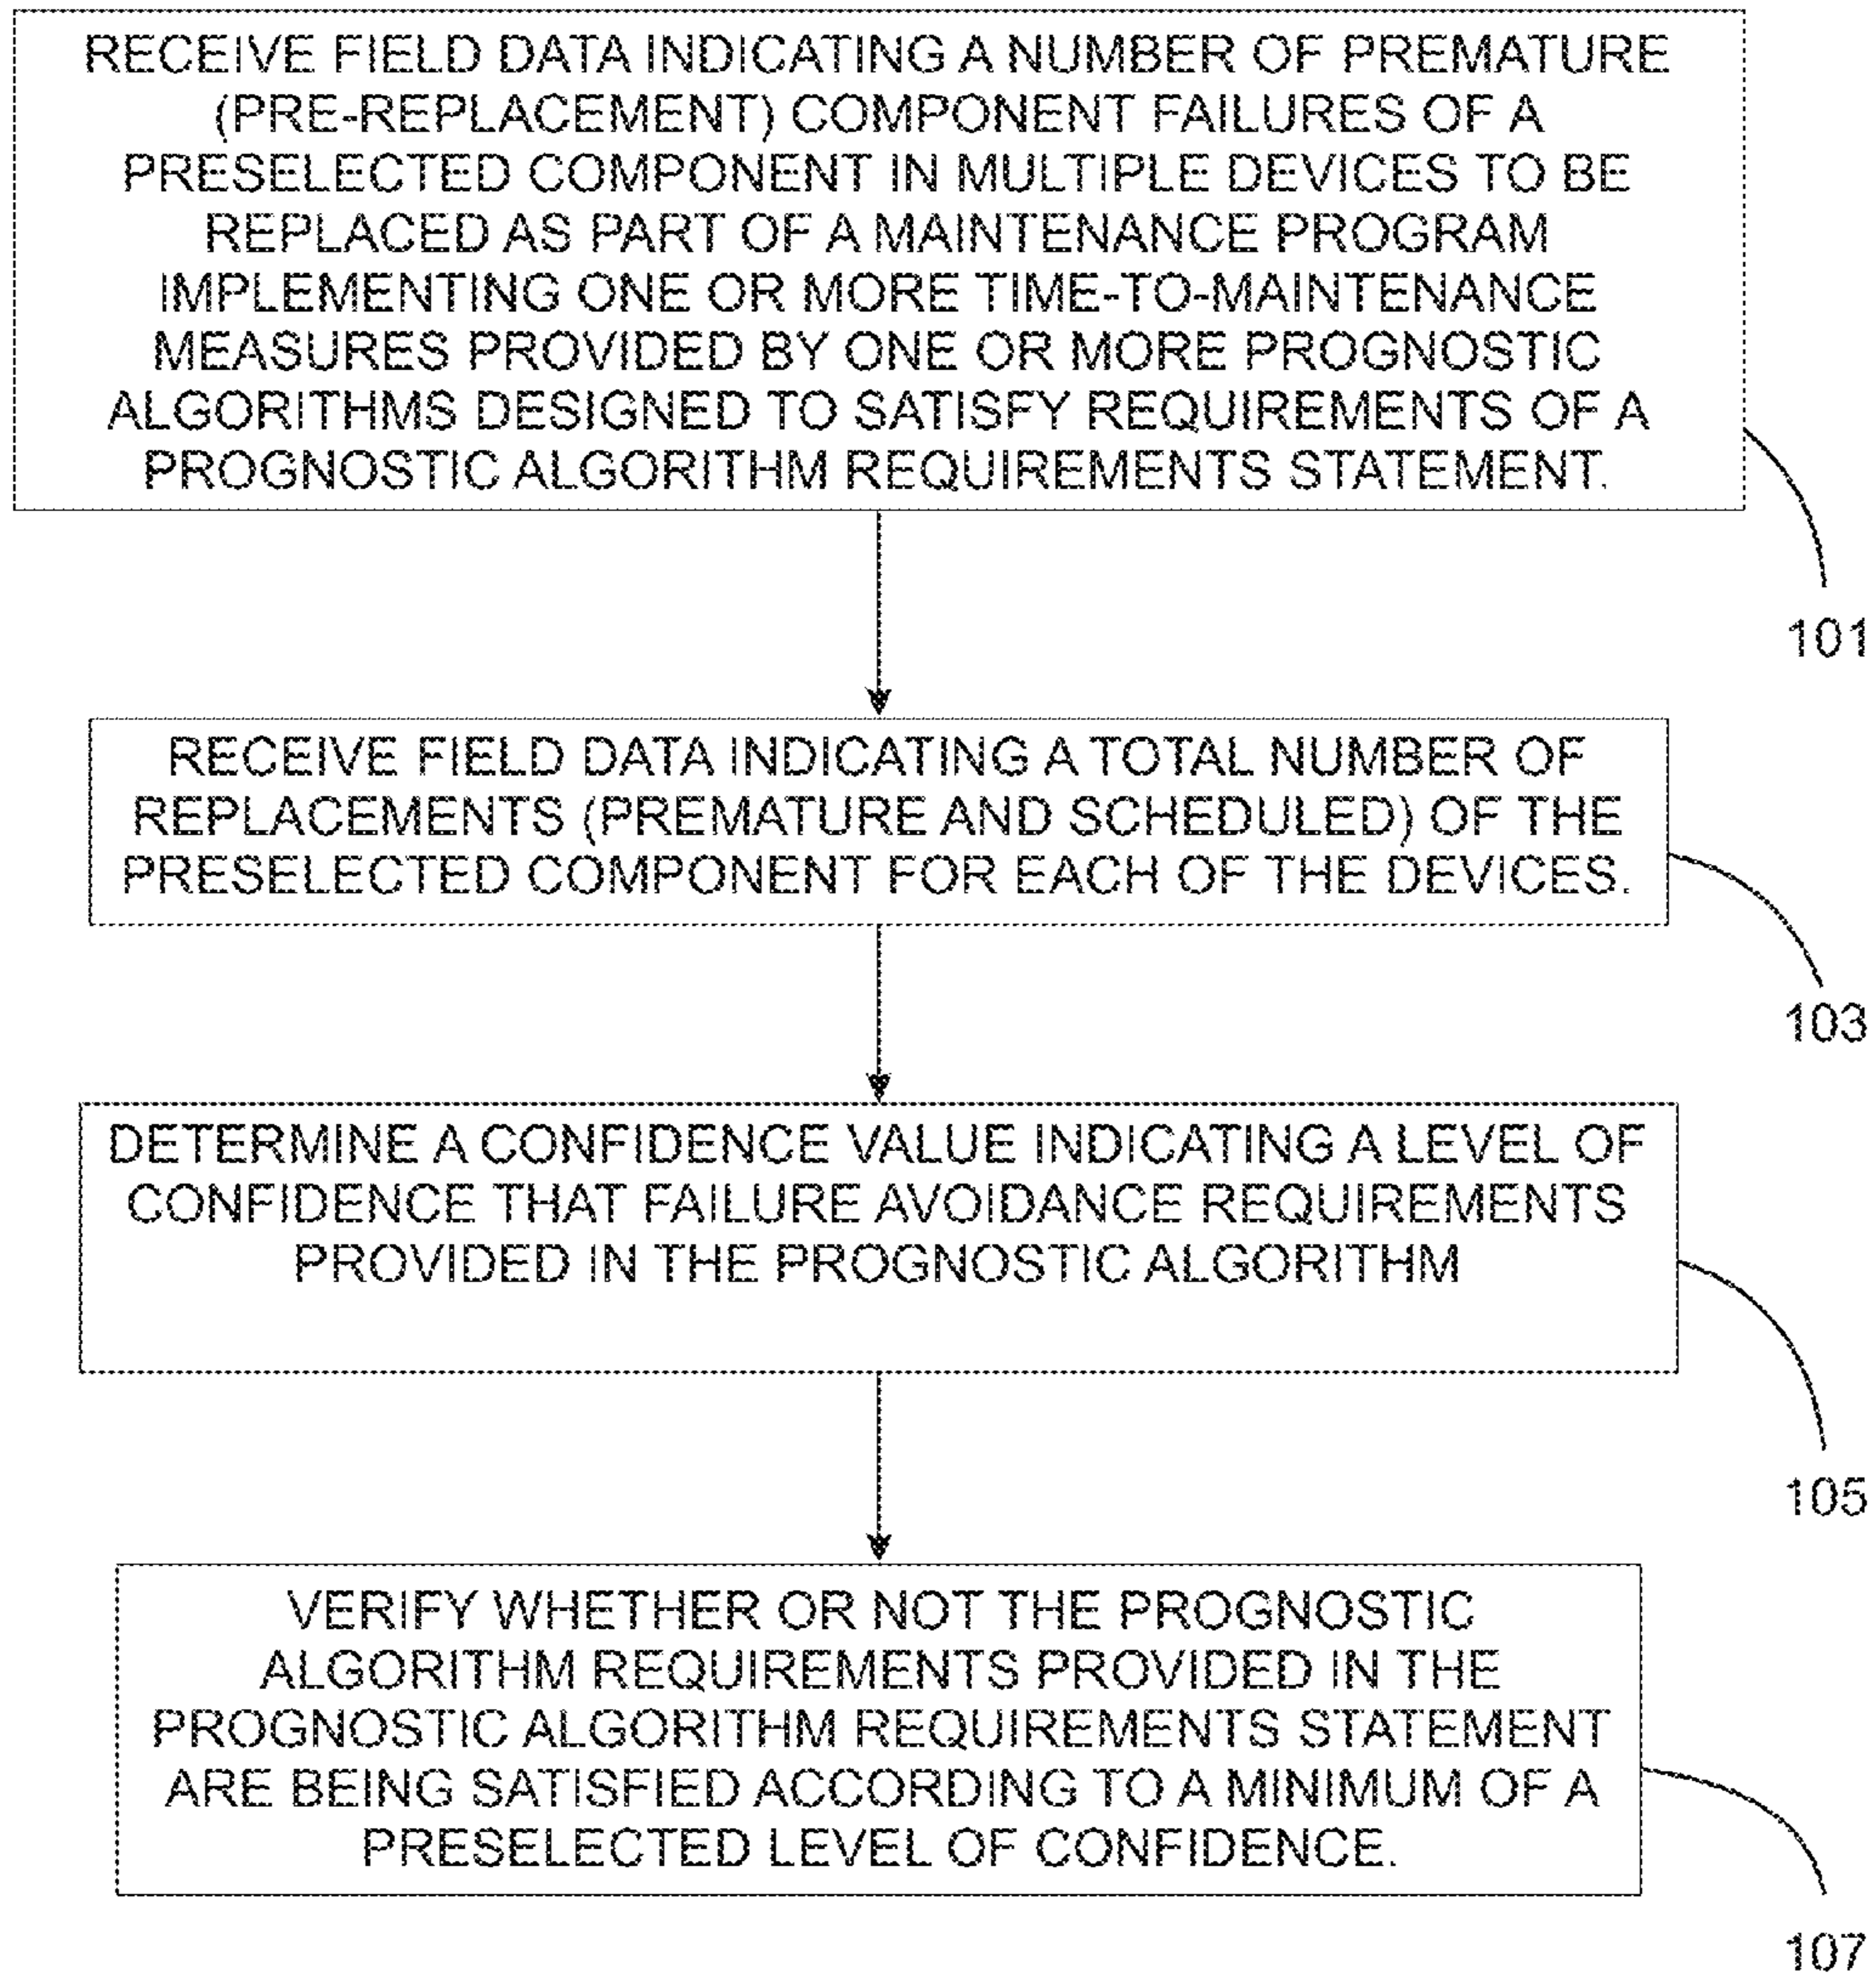 RECEIVE FIELD DATA INDICATING A NUMBER OF PREMATURE
(PRE-REPLACEMENT) COMPONENT FAILURES OF A
PRESELECTED COMPONENT IN MULTIPLE DEVICES TO BE
REPLACED AS PART OF A MAINTENANCE PROGRAM
IMPLEMENTING ONE OR MORE TIME-TO-MAINTENANCE
MEASURES PROVIDED BY ONE OR MORE PROGNOSTIC
ALGORITHMS DESIGNED TO SATISFY REQUIREMENTS OF A
PROGNOSTIC ALGORITHM REQUIREMENTS STATEMENT.
101
RECEIVE FIELD DATA INDICATING A TOTAL NUMBER OF
REPLACEMENTS (PREMATURE AND SCHEDULED) OF THE
PRESELECTED COMPONENT FOR EACH OF THE DEVICES.
103
DETERMINE A CONFIDENCE VALUE INDICATING A LEVEL OF
CONFIDENCE THAT FAILURE AVOIDANCE REQUIREMENTS
PROVIDED IN THE PROGNOSTIC ALGORITHM
105
VERIFY WHETHER OR NOT THE PROGNOSTIC
ALGORITHM REQUIREMENTS PROVIDED IN THE
PROGNOSTIC ALGORITHM REQUIREMENTS STATEMENT
ARE BEING SATISFIED ACCORDING TO A MINIMUM OF A
PRESELECTED LEVEL OF CONFIDENCE.
107